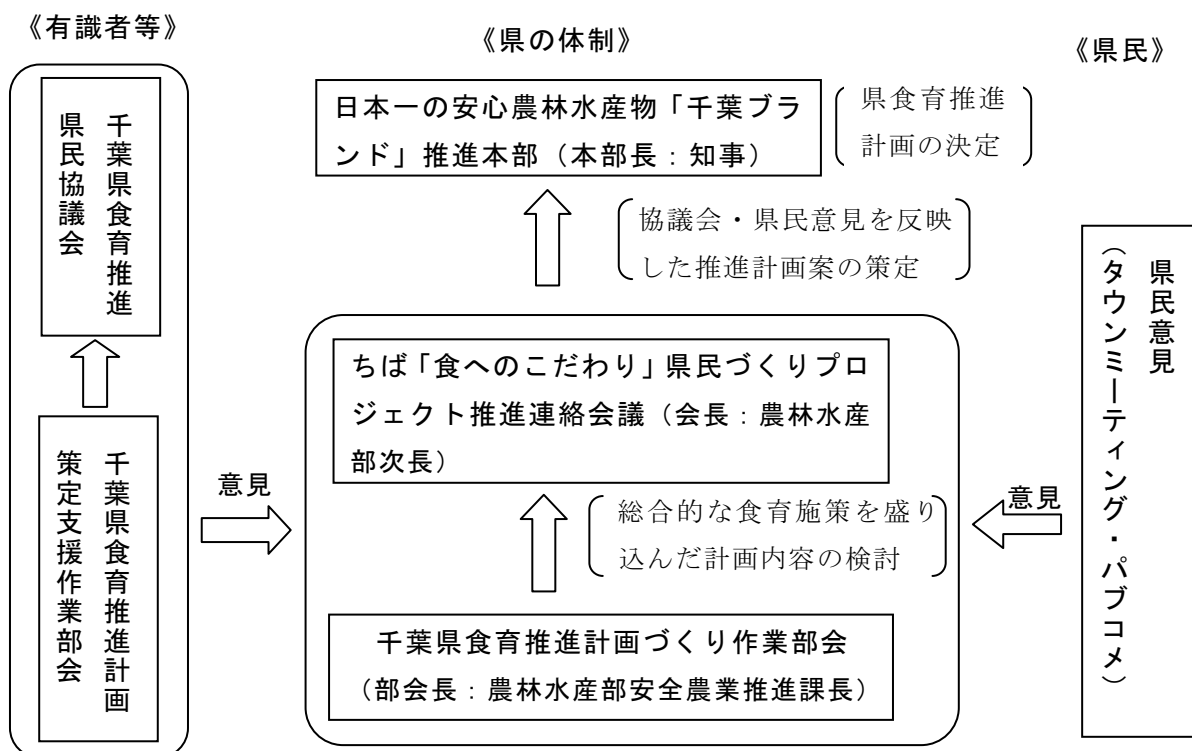 《有識者等》
千葉県食育推進
県民協議会
千葉県食育推進計画
策定支援作業部会
意見
《県の体制》
日本一の安心農林水産物「千葉ブラ
ンド」推進本部（本部長：知事）
県食育推進
計画の決定
協議会・県民意見を反映
した推進計画案の策定
ちば「食へのこだわり」県民づくりプロ
ジェクト推進連絡会議（会長：農林水産
部次長）
総合的な食育施策を盛り
込んだ計画内容の検討
千葉県食育推進計画づくり作業部会
（部会長：農林水産部安全農業推進課長）
意見
《県民》
県民意見
（タウンミーティング・パブコメ）